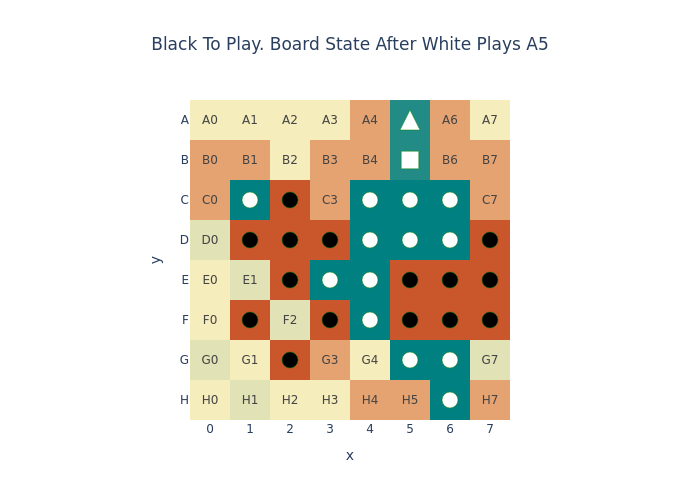 Black To Play. Board State After White Plays A5
A A0 A1 A2 A3 A4 A6 A7
B B0 B1 B2 B3 B4 B6 B7
C C0 C3 C7
D D0
y
E E0 E1
F F0 F2
G G0 G1 G3 G4 G7
H H0 H1 H2 H3 H4 H5 H7
0 1 2 3 4 5 6 7
x